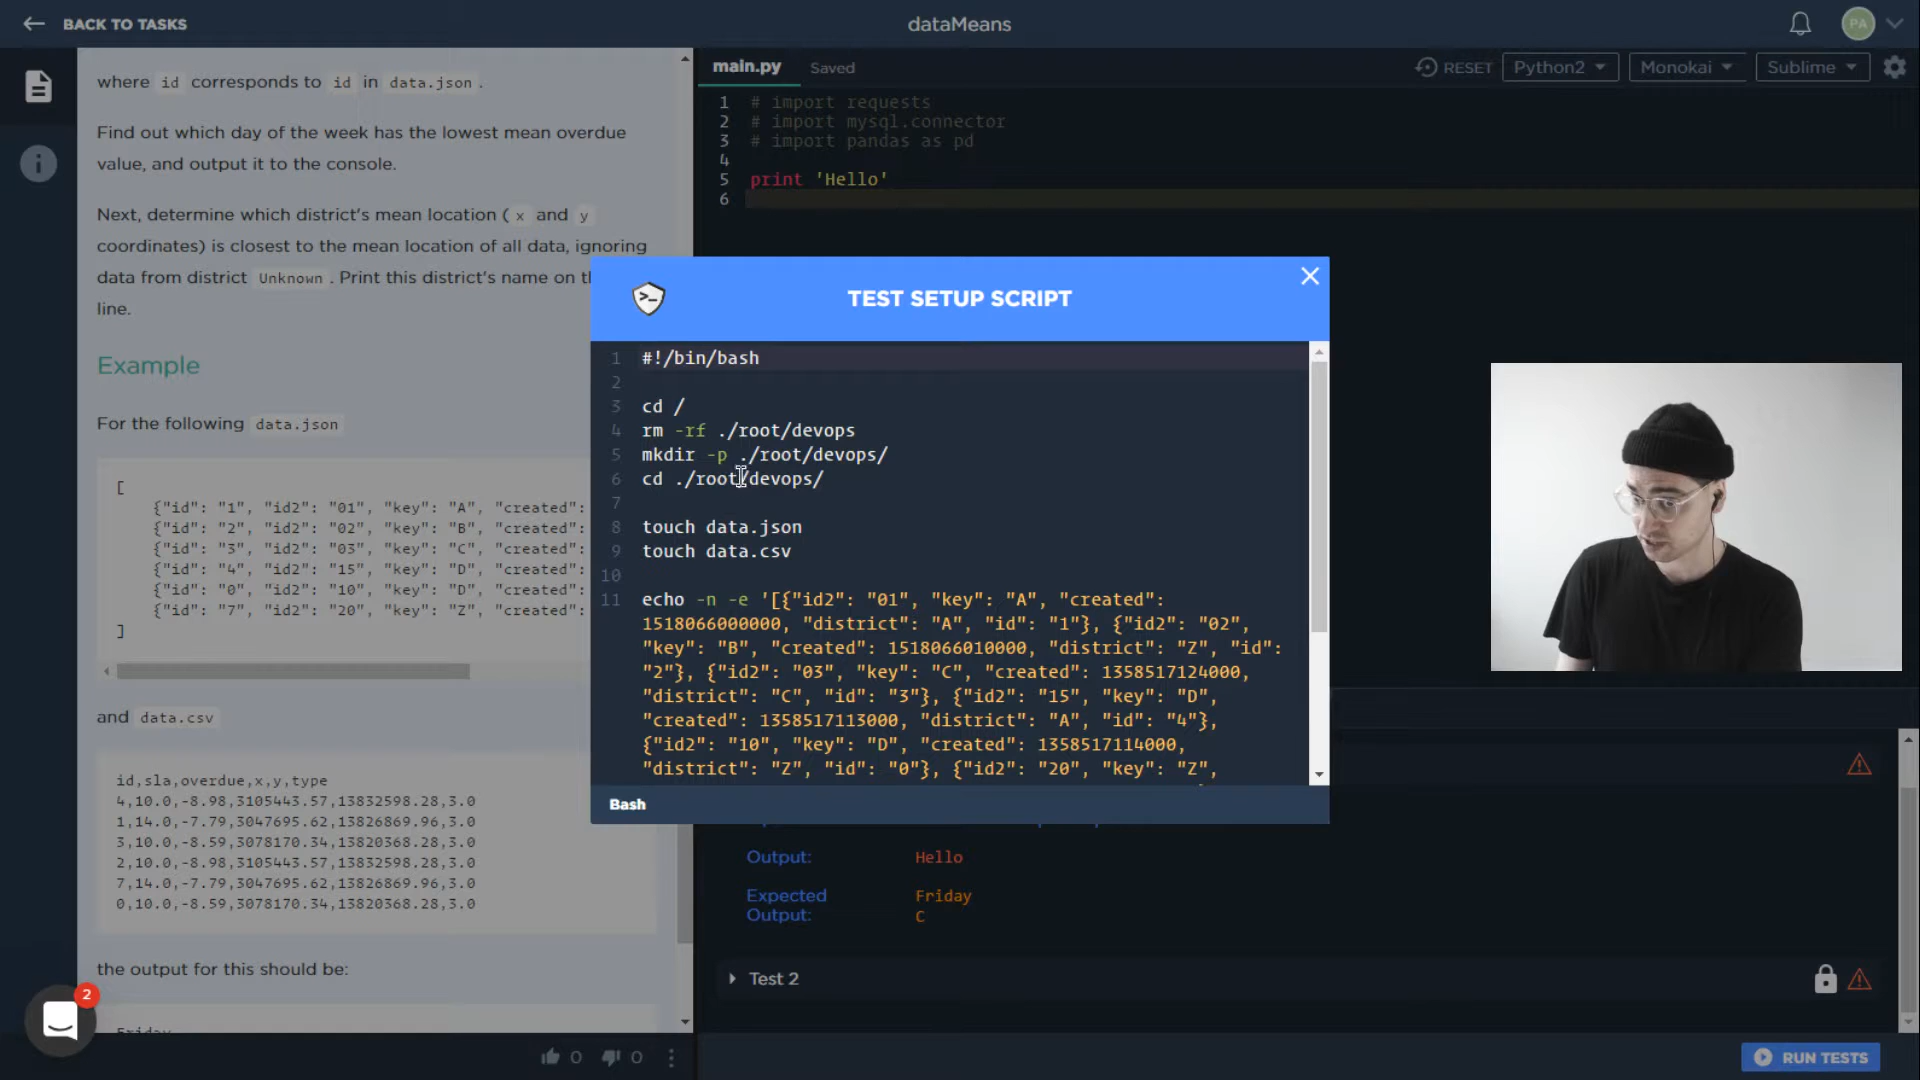 BACK TO TASKS
dataMeans
PA
where id corresponds to id in data.json .
Find out which day of the week has the lowest mean overdue
value, and output it to the console.
Next, determine which district's mean location ( x and y
coordinates) is closest to the mean location of all data, ignoring
data from district Unknown . Print this district's name on t
line.
Example
For the following data.json
[
{"id": "1", "id2": "01", "key": "A", "created":
{"id": "2", "id2": "02", "key": "B", "created":
{"id": "3", "id2": "03", "key": "C", "created":
{"id": "4", "id2": "15", "key": "D", "created":
{"id": "0", "id2": "10", "key": "D", "created":
{"id": "7", "id2": "20", "key": "Z", "created":
]
and data.csv
id,sla,overdue,x,y,type
4,10.0,-8.98,3105443.57,13832598.28,3.0
1,14.0,-7.79,3047695.62,13826869.96,3.0
3,10.0,-8.59,3078170.34,13820368.28,3.0
2,10.0,-8.98,3105443.57,13832598.28,3.0
7,14.0,-7.79,3047695.62,13826869.96,3.0
0,10.0,-8.59,3078170.34,13820368.28,3.0
the output for this should be:
Friday
2
0 0
main.py Saved RESET Python2 Monokai Sublime
1 # import requests
2 # import mysql.connector
3 # import pandas as pd
4
5 print 'Hello'
6
TEST SETUP SCRIPT
1 #!/bin/bash
2
3 cd /
4 rm -rf ./root/devops
5 mkdir -p ./root/devops/
6 cd ./root/devops/
7
8 touch data.json
9 touch data.csv
10
11 echo -n -e '[{"id2": "01", "key": "A", "created":
1518066000000, "district": "A", "id": "1"}, {"id2": "02",
"key": "B", "created": 1518066010000, "district": "Z", "id":
"2"}, {"id2": "03", "key": "C", "created": 1358517124000,
"district": "C", "id": "3"}, {"id2": "15", "key": "D",
"created": 1358517113000, "district": "A", "id": "4"},
{"id2": "10", "key": "D", "created": 1358517114000,
"district": "Z", "id": "0"}, {"id2": "20", "key": "Z",
Bash
Output: Hello
Expected Friday
Output: C
Test 2
RUN TESTS